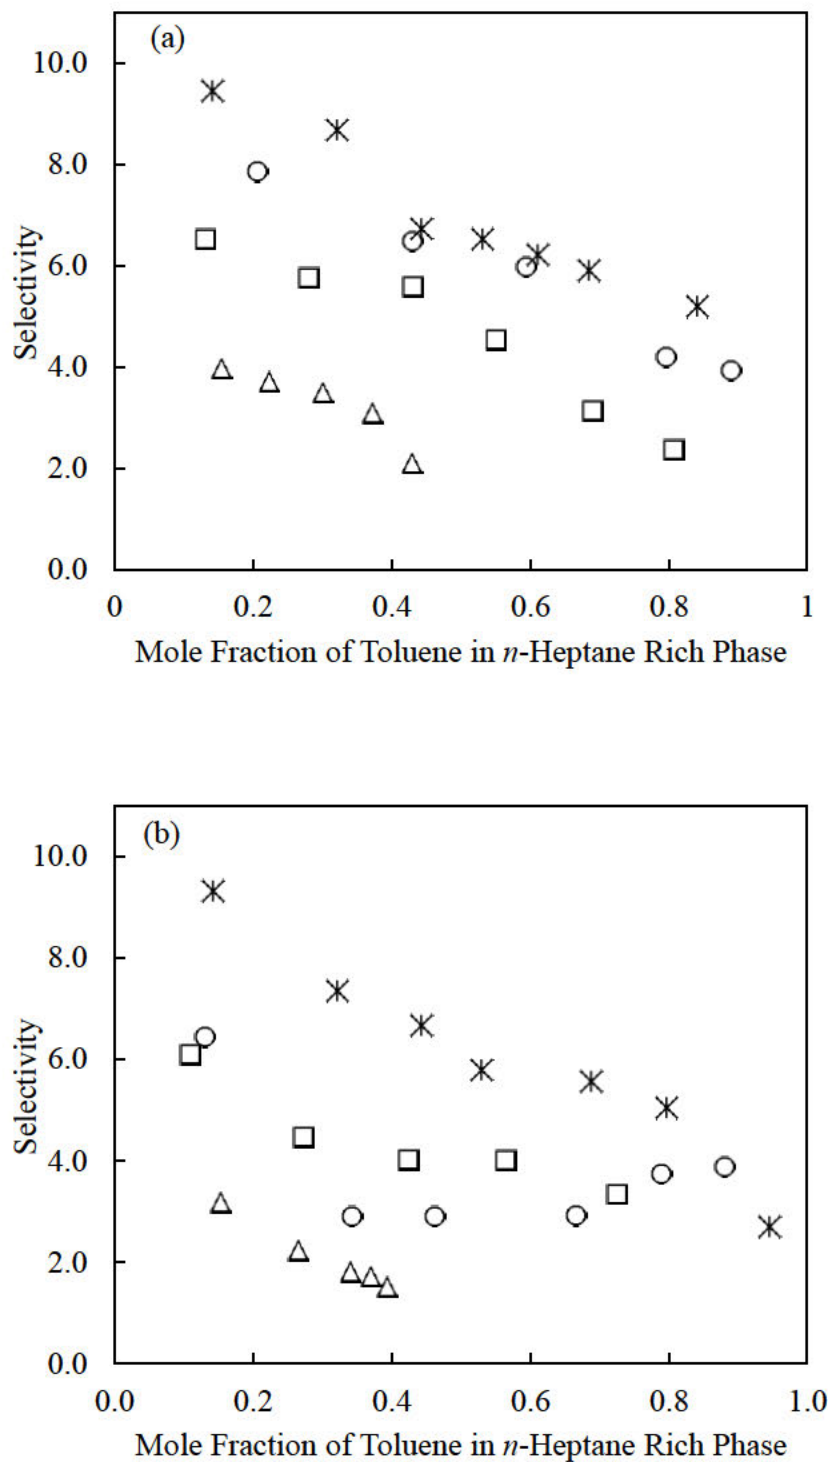 (a)
10.0
8.0
6.0
4.0
2.0
0.0
Selectivity
0 0.2 0.4 0.6 0.8 1
Mole Fraction of Toluene in n-Heptane Rich Phase
(b)
10.0
8.0
6.0
4.0
2.0
0.0
Selectivity
0.0 0.2 0.4 0.6 0.8 1.0
Mole Fraction of Toluene in n-Heptane Rich Phase